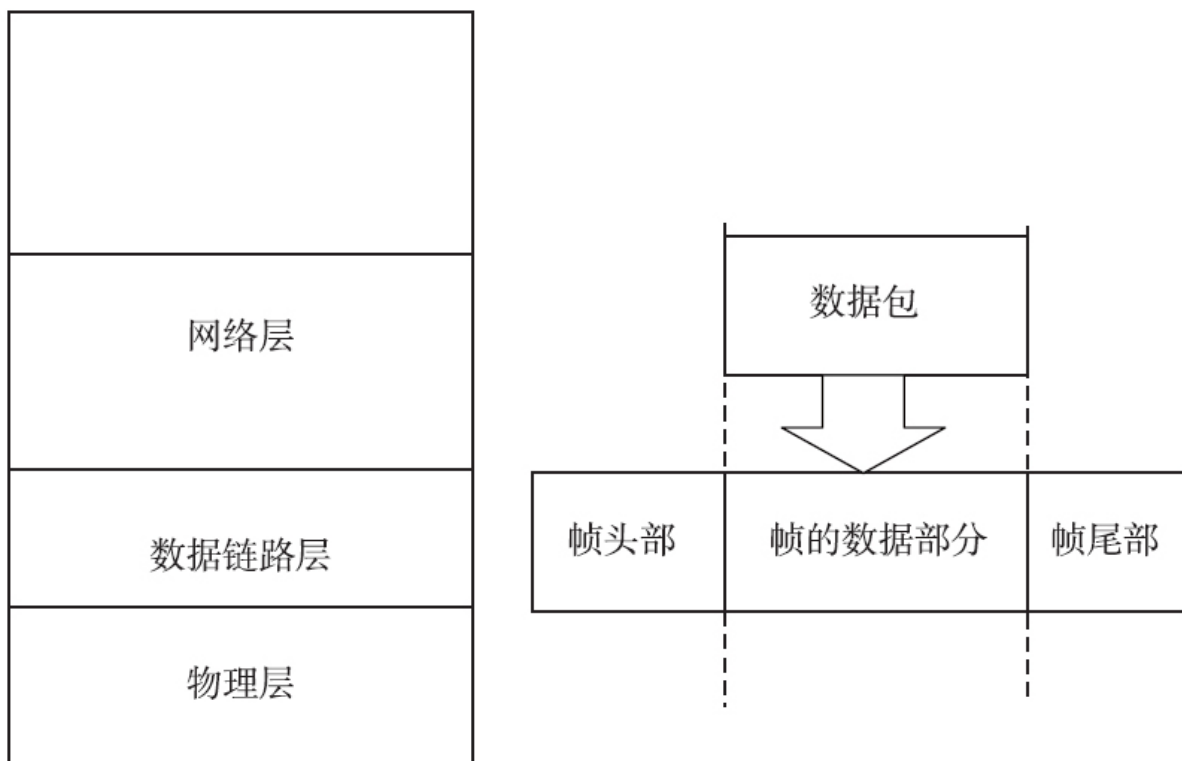 网络层
数据链路层
物理层
数据包
帧头部
帧的数据部分
帧尾部